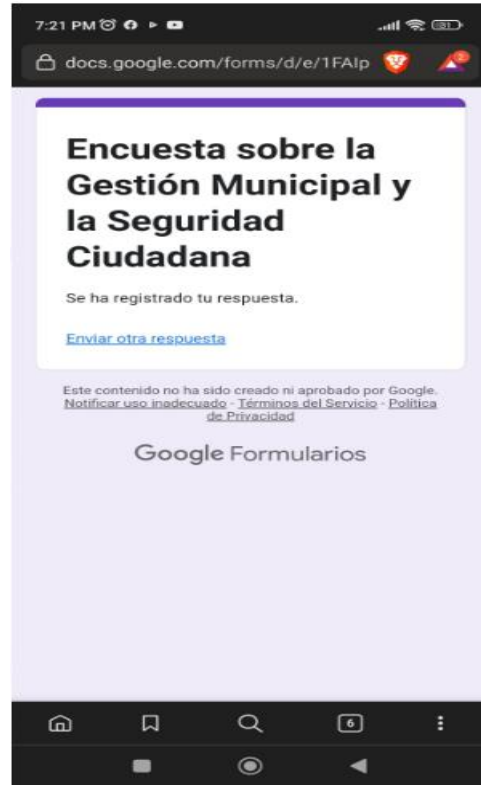 7:21 PM
docs.google.com/forms/d/e/1FAIp
2
Encuesta sobre la
Gestión Municipal y
la Seguridad
Ciudadana
Se ha registrado tu respuesta.
Enviar otra respuesta
Este contenido no ha sido creado ni aprobado por Google.
Notificar uso inadecuado - Términos del Servicio - Política
de Privacidad
Google Formularios
6